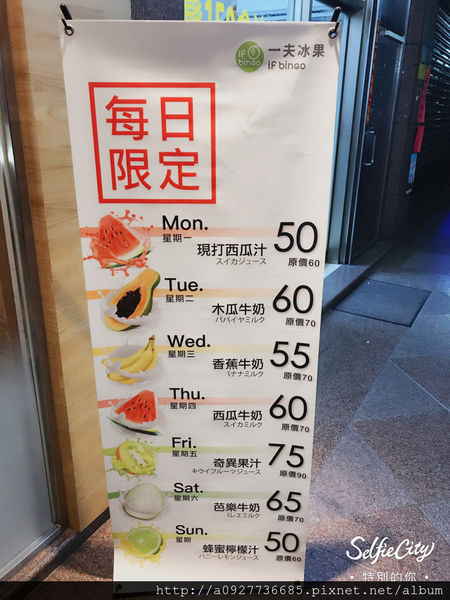 一夫冰果
if bingo
if
bingo
每日
限定
Mon.
星期一
現打西瓜汁
スイカジュース
50
原價60
Tue.
星期二
木瓜牛奶
パパイヤミルク
60
原價70
Wed.
星期三
香蕉牛奶
バナナミルク
55
原價70
Thu.
星期四
西瓜牛奶
スイカミルク
60
原價70
Fri.
星期五
奇異果汁
キウイフルーツジュース
75
原價90
Sat.
星期六
芭樂牛奶
バレエミルク
65
原價70
Sun.
星期
蜂蜜檸檬汁
ハニーレモンジュース
50
原價60
SelfieCity
特別的你
http://a0927736685.pixnet.net/album